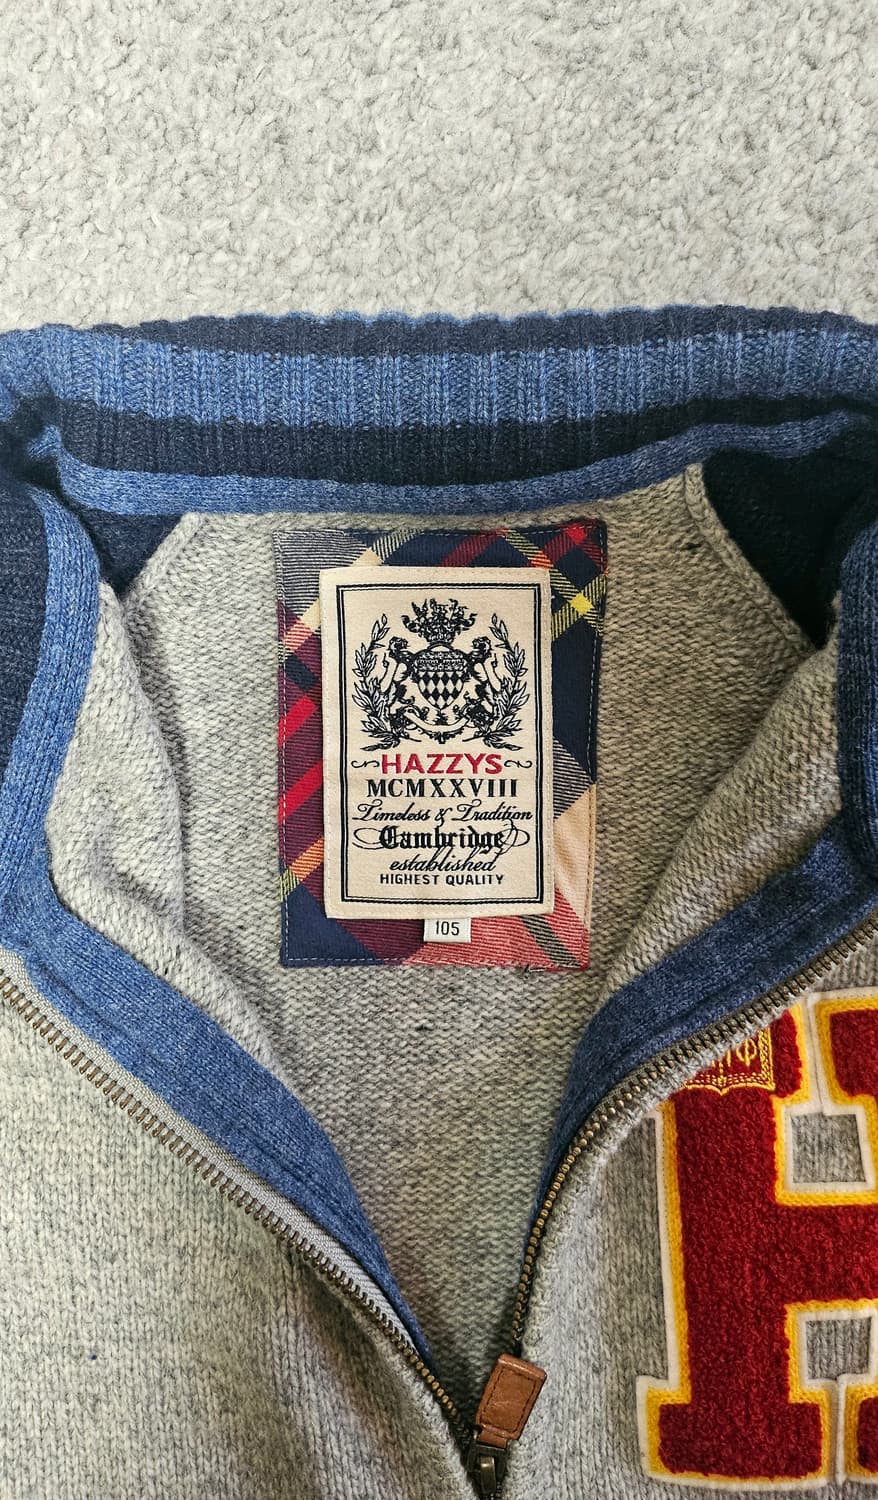 HAZZYS
MCMXXVIII
Timeless & Tradition
Cambridge
established
HIGHEST QUALITY
105
H